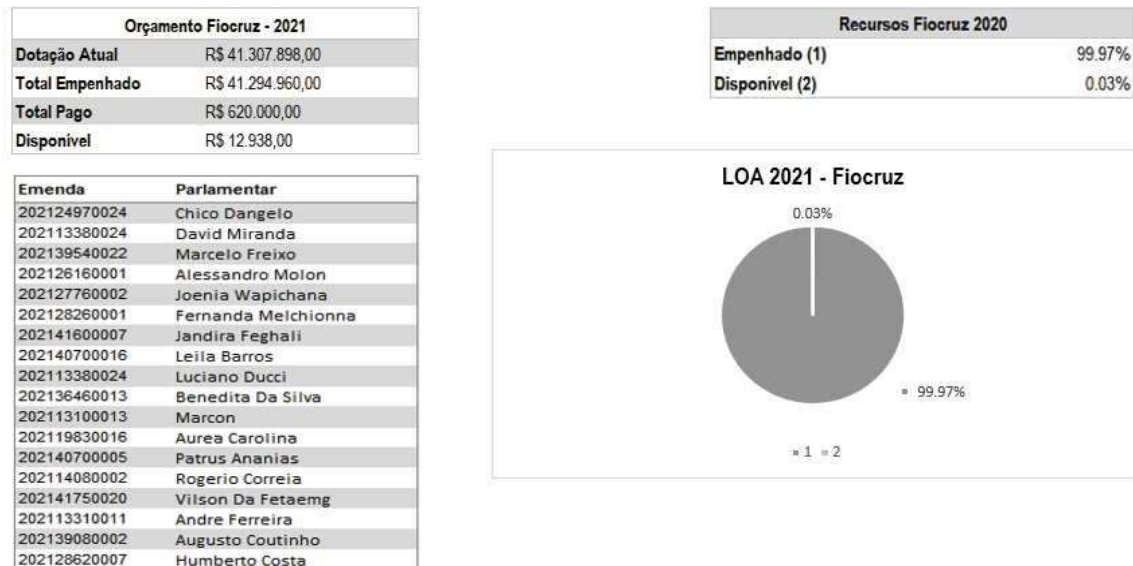 Orçamento Fiocruz - 2021
Dotação Atual R$ 41.307.898,00
Total Empenhado R$ 41.294.960,00
Total Pago R$ 620.000,00
Disponível R$ 12.938,00
Recursos Fiocruz 2020
Empenhado (1) 99.97%
Disponível (2) 0.03%
Emenda Parlamentar
202124970024 Chico Dangelo
202113380024 David Miranda
202139540022 Marcelo Freixo
202126160001 Alessandro Molon
202127760002 Joenia Wapichana
202128260001 Fernanda Melchionna
202141600007 Jandira Feghali
202140700016 Leila Barros
202113380024 Luciano Ducci
202136460013 Benedita Da Silva
202113100013 Marcon
202119830016 Aurea Carolina
202140700005 Patrus Ananias
202114080002 Rogerio Correia
202141750020 Vilson Da Fetaemg
202113310011 Andre Ferreira
202139080002 Augusto Coutinho
202128620007 Humberto Costa
LOA 2021 - Fiocruz
0.03%
99.97%
1 2